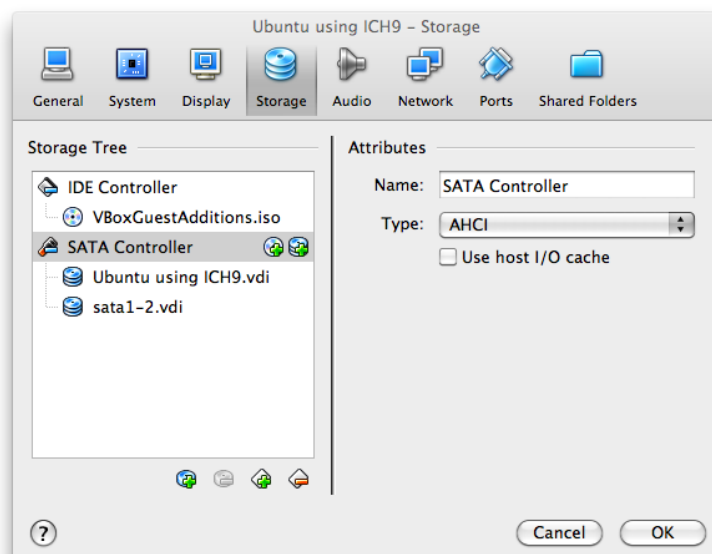 Ubuntu using ICH9 – Storage
General System Display Storage Audio Network Ports Shared Folders
Storage Tree
IDE Controller
VBoxGuestAdditions.iso
SATA Controller
Ubuntu using ICH9.vdi
sata1-2.vdi
Attributes
Name: SATA Controller
Type: AHCI
Use host I/O cache
?
Cancel OK